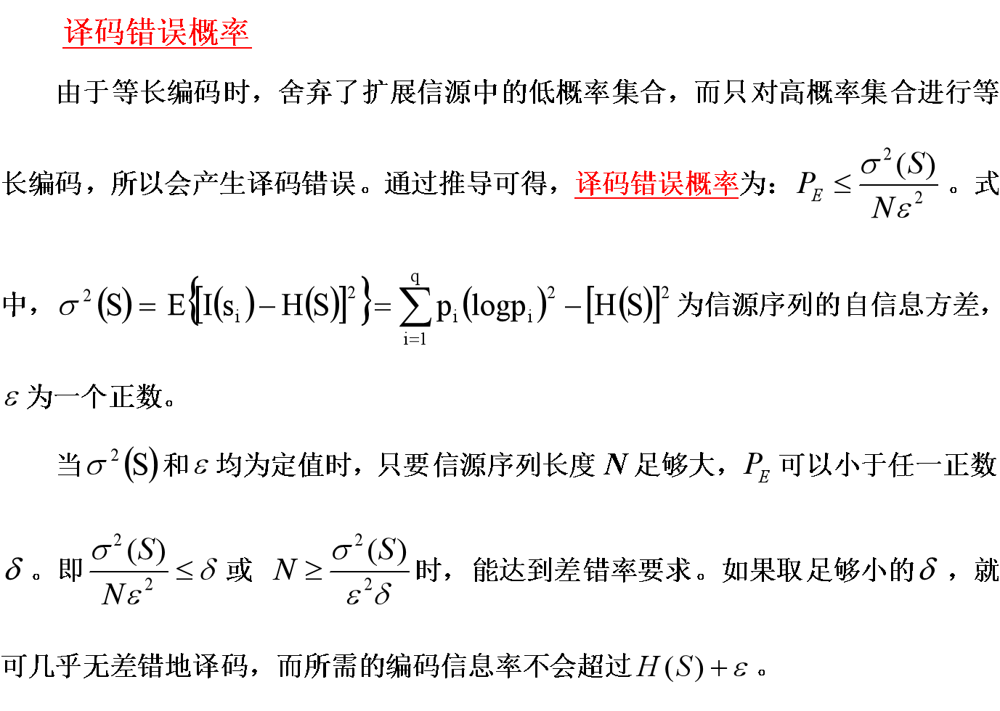 译码错误概率
由于等长编码时，舍弃了扩展信源中的低概率集合，而只对高概率集合进行等
长编码，所以会产生译码错误。通过推导可得，译码错误概率为： $P_E \leq \frac{\sigma^2(S)}{N\varepsilon^2}$ 。式
中， $\sigma^2(S) = E\{[I(s_i) - H(S)]^2\} = \sum_{i=1}^{q} p_i(\log p_i)^2 - [H(S)]^2$ 为信源序列的自信息方差，
$\varepsilon$ 为一个正数。
当 $\sigma^2(S)$ 和 $\varepsilon$ 均为定值时，只要信源序列长度 N 足够大， $P_E$ 可以小于任一正数
$\delta$ 。即 $\frac{\sigma^2(S)}{N\varepsilon^2} \leq \delta$ 或 $N \geq \frac{\sigma^2(S)}{\varepsilon^2\delta}$ 时，能达到差错率要求。如果取足够小的 $\delta$ ，就
可几乎无差错地译码，而所需的编码信息率不会超过 $H(S) + \varepsilon$ 。